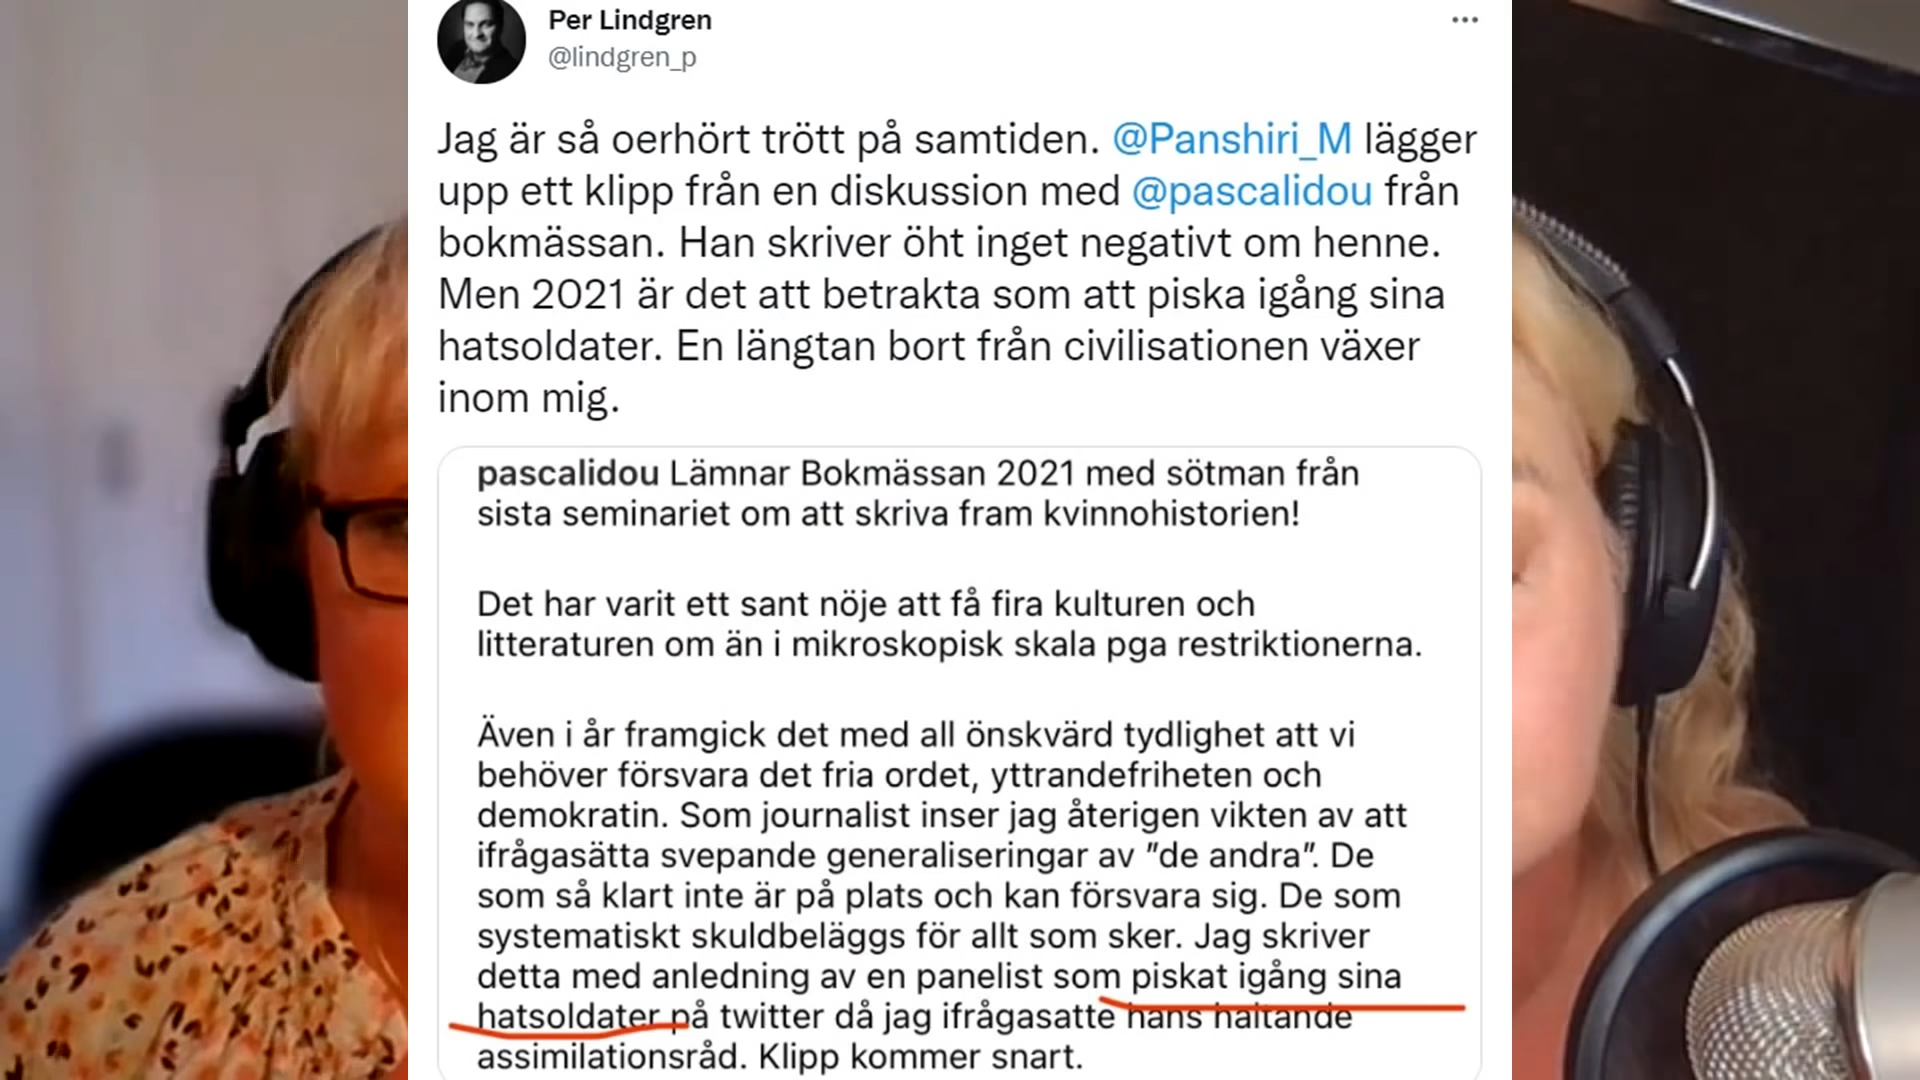 Per Lindgren
@lindgren_p
Jag är så oerhört trött på samtiden. @Panshiri_M lägger
upp ett klipp från en diskussion med @pascalidou från
bokmässan. Han skriver öht inget negativt om henne.
Men 2021 är det att betrakta som att piska igång sina
hatsoldater. En längtan bort från civilisationen växer
inom mig.
pascalidou Lämnar Bokmässan 2021 med sötman från
sista seminariet om att skriva fram kvinnohistorien!
Det har varit ett sant nöje att få fira kulturen och
litteraturen om än i mikroskopisk skala pga restriktionerna.
Även i år framgick det med all önskvärd tydlighet att vi
behöver försvara det fria ordet, yttrandefriheten och
demokratin. Som journalist inser jag återigen vikten av att
ifrågasätta svepande generaliseringar av "de andra". De
som så klart inte är på plats och kan försvara sig. De som
systematiskt skuldbeläggs för allt som sker. Jag skriver
detta med anledning av en panelist som piskat igång sina
hatsoldater på twitter då jag ifrågasatte hans haltande
assimilationsråd. Klipp kommer snart.